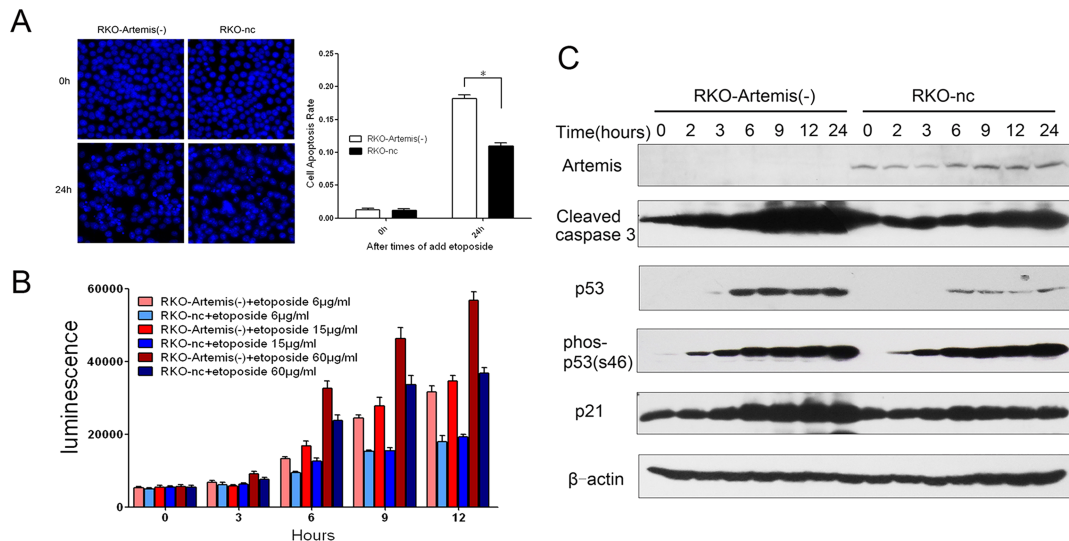 A
RKO-Artemis(-) RKO-nc
0h
24h
Cell Apoptosis Rate
0.25
0.20
0.15
0.10
0.05
0.00
*
RKO-Artemis(-)
RKO-nc
0h 24h
After times of add etoposide
B
luminescence
60000
40000
20000
0
RKO-Artemis(-)+etoposide 6μg/ml
RKO-nc+etoposide 6μg/ml
RKO-Artemis(-)+etoposide 15μg/ml
RKO-nc+etoposide 15μg/ml
RKO-Artemis(-)+etoposide 60μg/ml
RKO-nc+etoposide 60μg/ml
0 3 6 9 12
Hours
C
RKO-Artemis(-) RKO-nc
Time(hours) 0 2 3 6 9 12 24 0 2 3 6 9 12 24
Artemis
Cleaved
caspase 3
p53
phos-
p53(s46)
p21
β-actin